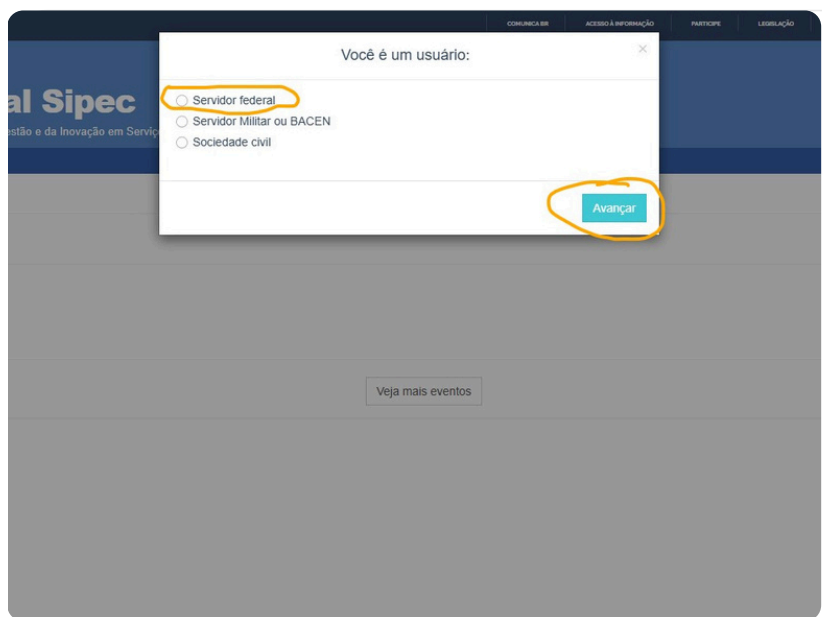 COMUNICA BR ACESSO À INFORMAÇÃO PARTICIPE LEGISLAÇÃO
Você é um usuário:
×
al Sipec
estão e da Inovação em Serviç
Servidor federal
Servidor Militar ou BACEN
Sociedade civil
Avançar
Veja mais eventos